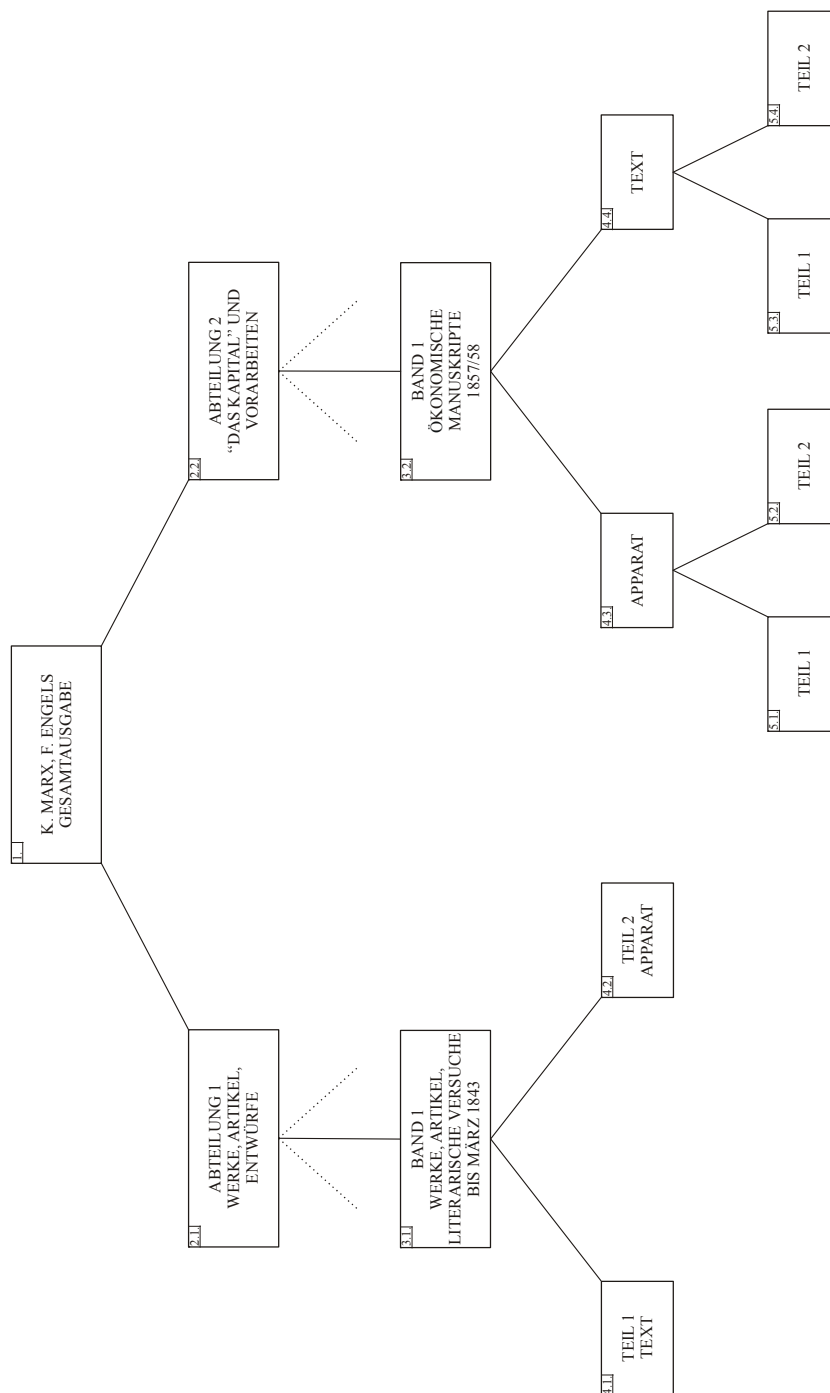 1.
K. MARX, F. ENGELS
GESAMTAUSGABE
2.1.
ABTEILUNG 1
WERKE, ARTIKEL,
ENTWÜRFE
2.2.
ABTEILUNG 2
“DAS KAPITAL” UND
VORARBEITEN
3.1.
BAND 1
WERKE, ARTIKEL,
LITERARISCHE VERSUCHE
BIS MÄRZ 1843
3.2.
BAND 1
ÖKONOMISCHE
MANUSKRIPTE
1857/58
4.1.
TEIL 1
TEXT
4.2.
TEIL 2
APPARAT
4.3.
APPARAT
4.4.
TEXT
5.1.
TEIL 1
5.2.
TEIL 2
5.3.
TEIL 1
5.4.
TEIL 2